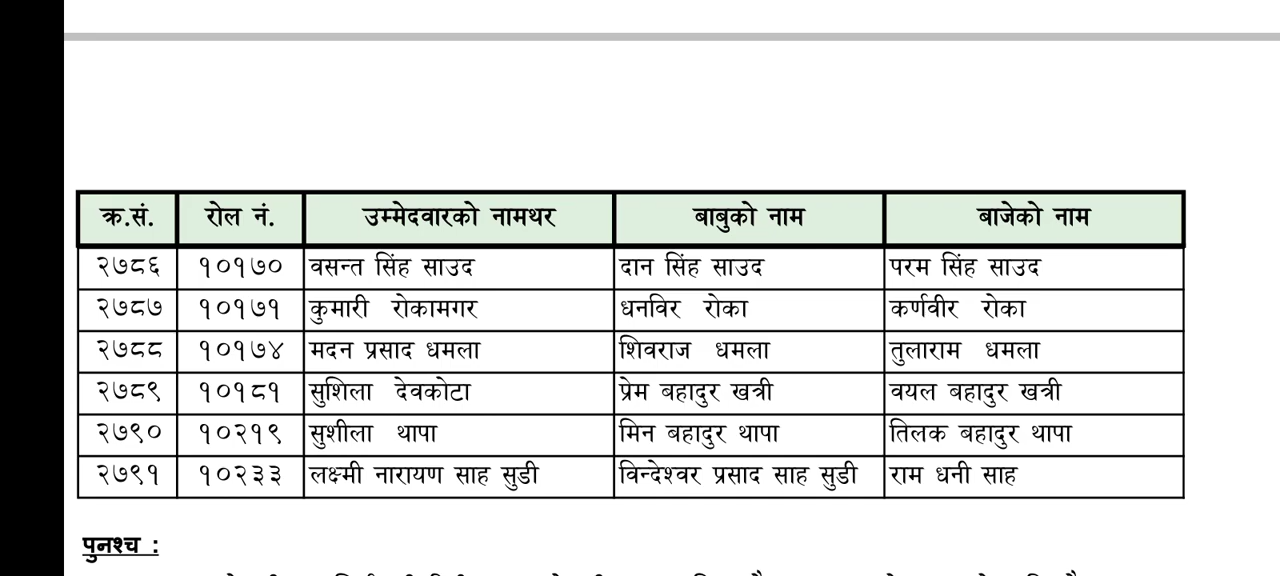 क्र.सं. रोल नं. उम्मेदवारको नामथर बाबुको नाम बाजेको नाम
२७८६ १०१७० वसन्त सिंह साउद दान सिंह साउद परम सिंह साउद
२७८७ १०१७१ कुमारी रोकामगर धनविर रोका कर्णवीर रोका
२७८८ १०१७४ मदन प्रसाद धमला शिवराज धमला तुलाराम धमला
२७८९ १०१८१ सुशिला देवकोटा प्रेम बहादुर खत्री वयल बहादुर खत्री
२७९० १०२१९ सुशीला थापा मिन बहादुर थापा तिलक बहादुर थापा
२७९१ १०२३३ लक्ष्मी नारायण साह सुडी विन्देश्वर प्रसाद साह सुडी राम धनी साह
पुनश्च :